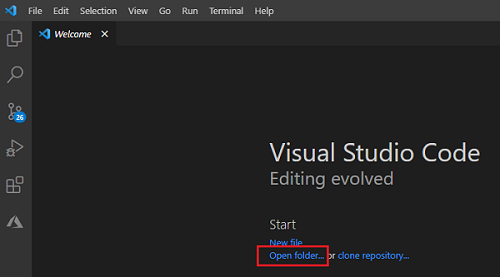 File Edit Selection View Go Run Terminal Help
Welcome
26
Visual Studio Code
Editing evolved
Start
New file
Open folder... or clone repository...